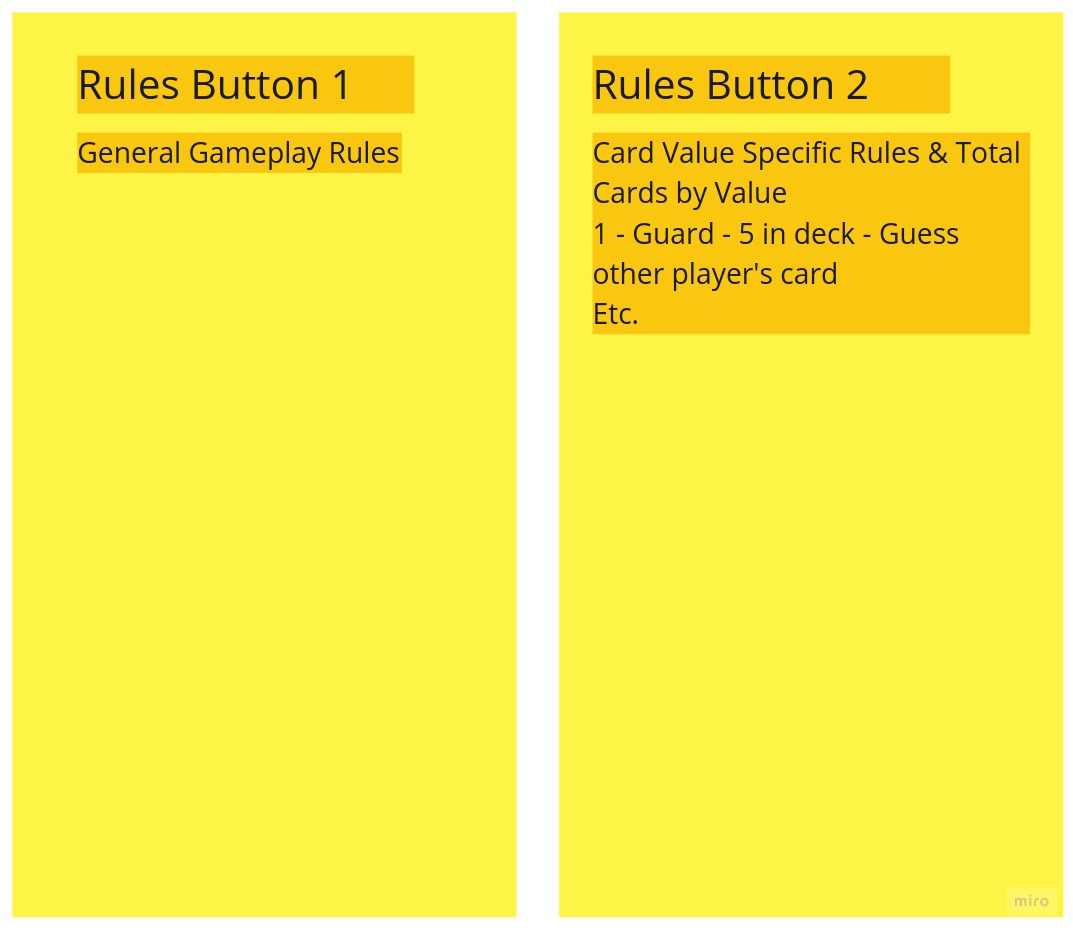 Rules Button 1
General Gameplay Rules
Rules Button 2
Card Value Specific Rules & Total
Cards by Value
1 - Guard - 5 in deck - Guess
other player's card
Etc.
miro